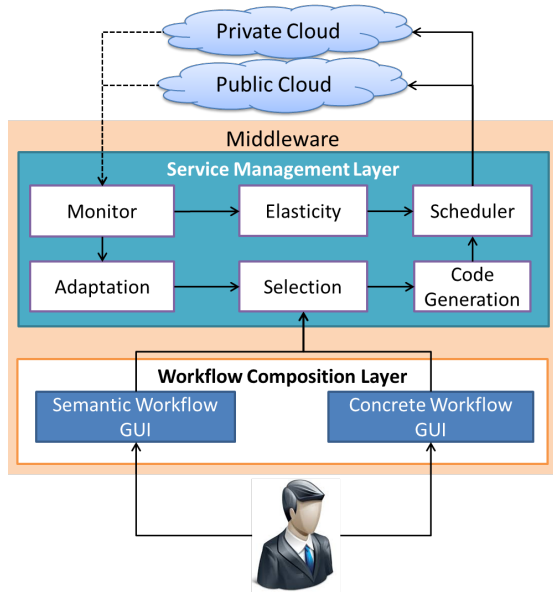 Private Cloud
Public Cloud
Middleware
Service Management Layer
Monitor
Elasticity
Scheduler
Adaptation
Selection
Code
Generation
Workflow Composition Layer
Semantic Workflow
GUI
Concrete Workflow
GUI